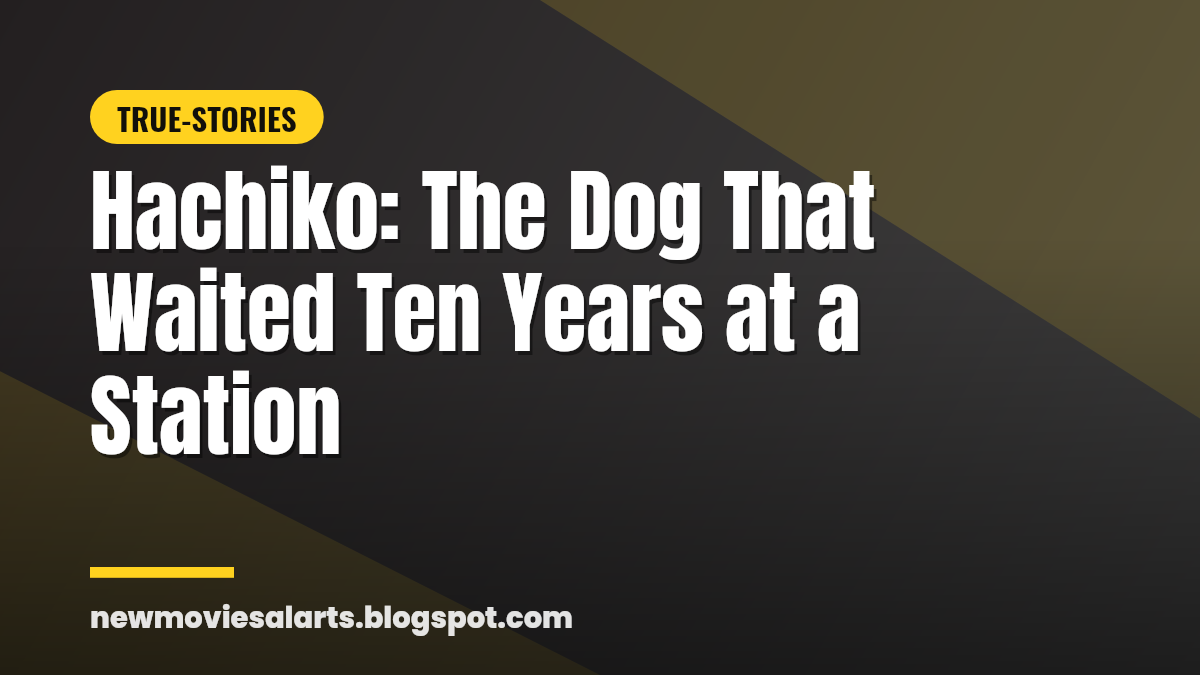 TRUE-STORIES
Hachiko: The Dog That
Waited Ten Years at a
Station
newmoviesalarts.blogspot.com